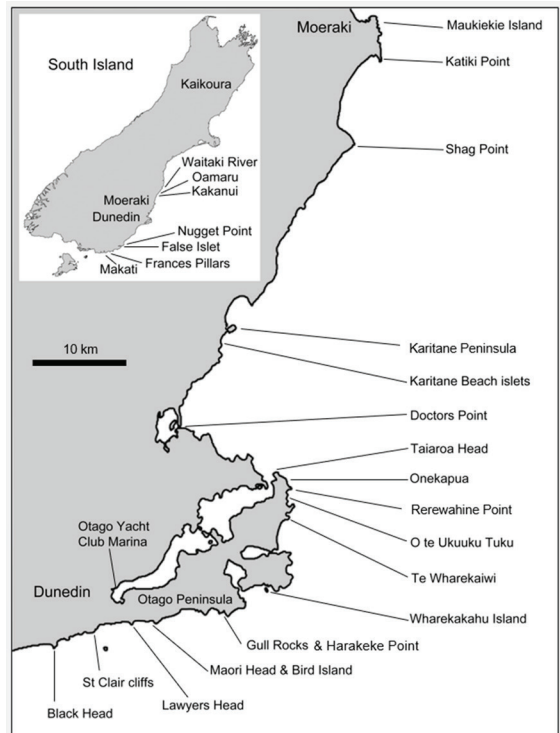 Moeraki
Maukiekie Island
Katiki Point
Shag Point
South Island
Kaikoura
Waitaki River
Oamaru
Kakanui
Moeraki
Dunedin
Nugget Point
False Islet
Frances Pillars
Makati
10 km
Karitane Peninsula
Karitane Beach islets
Doctors Point
Taiaroa Head
Onekapua
Rerewahine Point
O te Ukuuku Tuku
Te Wharekaiwi
Wharekakahu Island
Otago Yacht
Club Marina
Dunedin
Otago Peninsula
Gull Rocks & Harakeke Point
Maori Head & Bird Island
St Clair cliffs
Lawyers Head
Black Head